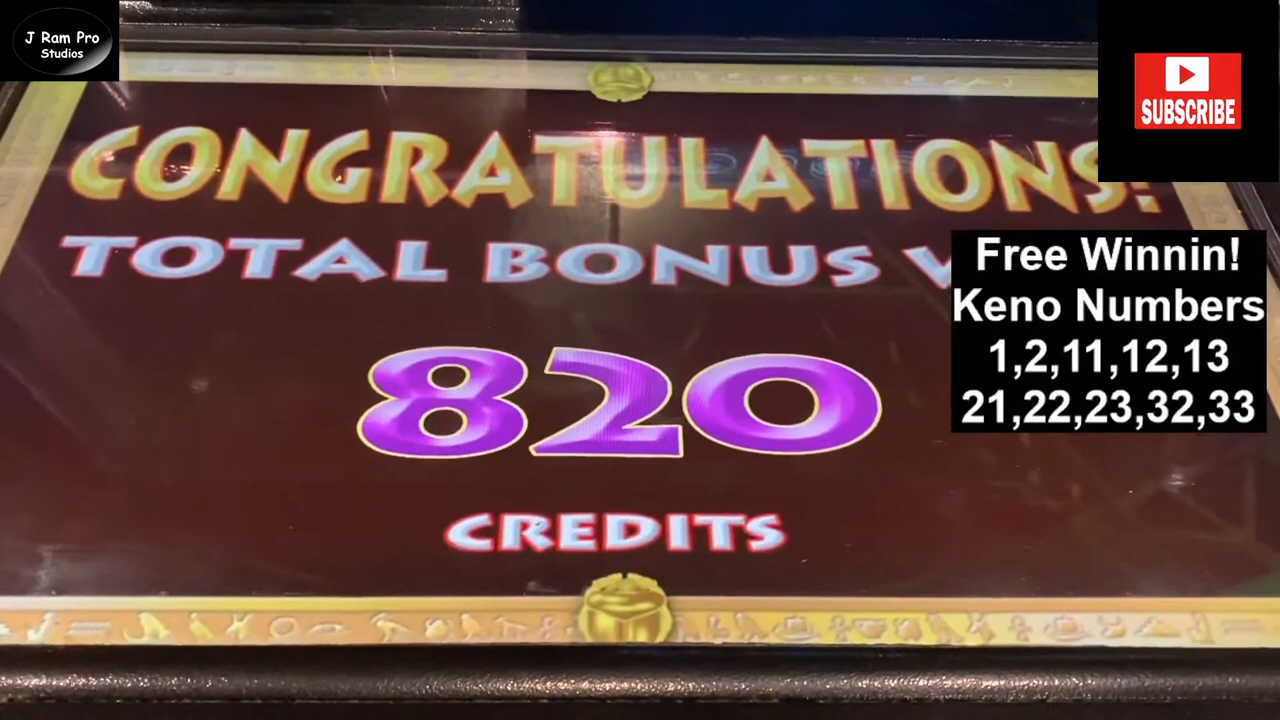 J Ram Pro
Studios
SUBSCRIBE
CONGRATULATIONS!
TOTAL BONUS
Free Winnin!
Keno Numbers
1,2,11,12,13
21,22,23,32,33
820
CREDITS